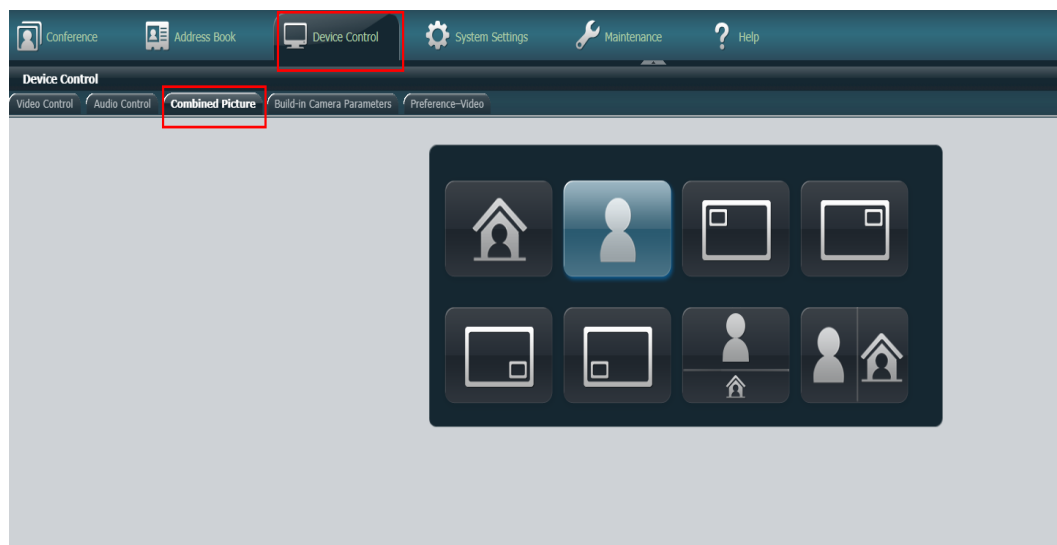 Conference Address Book Device Control System Settings Maintenance ? Help
Device Control
Video Control Audio Control Combined Picture Build-in Camera Parameters Preference-Video